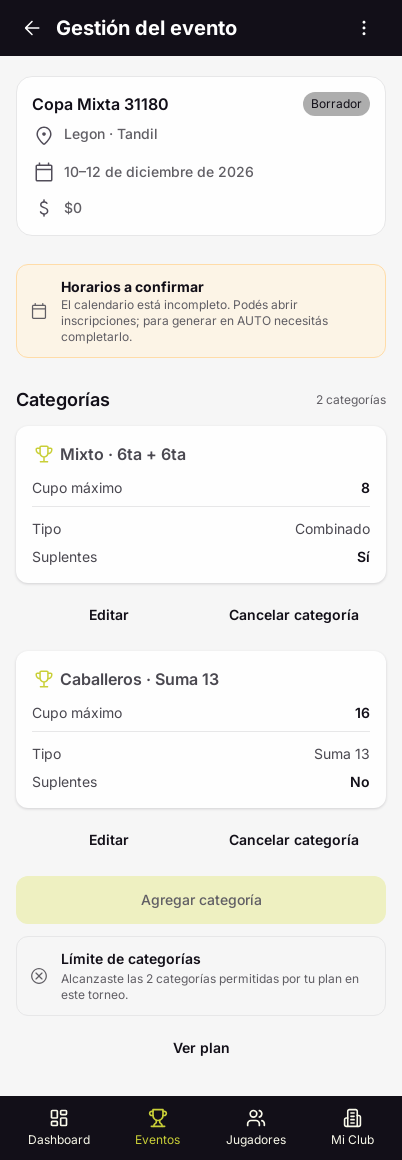 Gestión del evento
Copa Mixta 31180
Borrador
Legon · Tandil
10–12 de diciembre de 2026
$0
Horarios a confirmar
El calendario está incompleto. Podés abrir
inscripciones; para generar en AUTO necesitás
completarlo.
Categorías
2 categorías
Mixto · 6ta + 6ta
Cupo máximo
8
Tipo
Combinado
Suplentes
Sí
Editar
Cancelar categoría
Caballeros · Suma 13
Cupo máximo
16
Tipo
Suma 13
Suplentes
No
Editar
Cancelar categoría
Agregar categoría
Límite de categorías
Alcanzaste las 2 categorías permitidas por tu plan en
este torneo.
Ver plan
Dashboard
Eventos
Jugadores
Mi Club